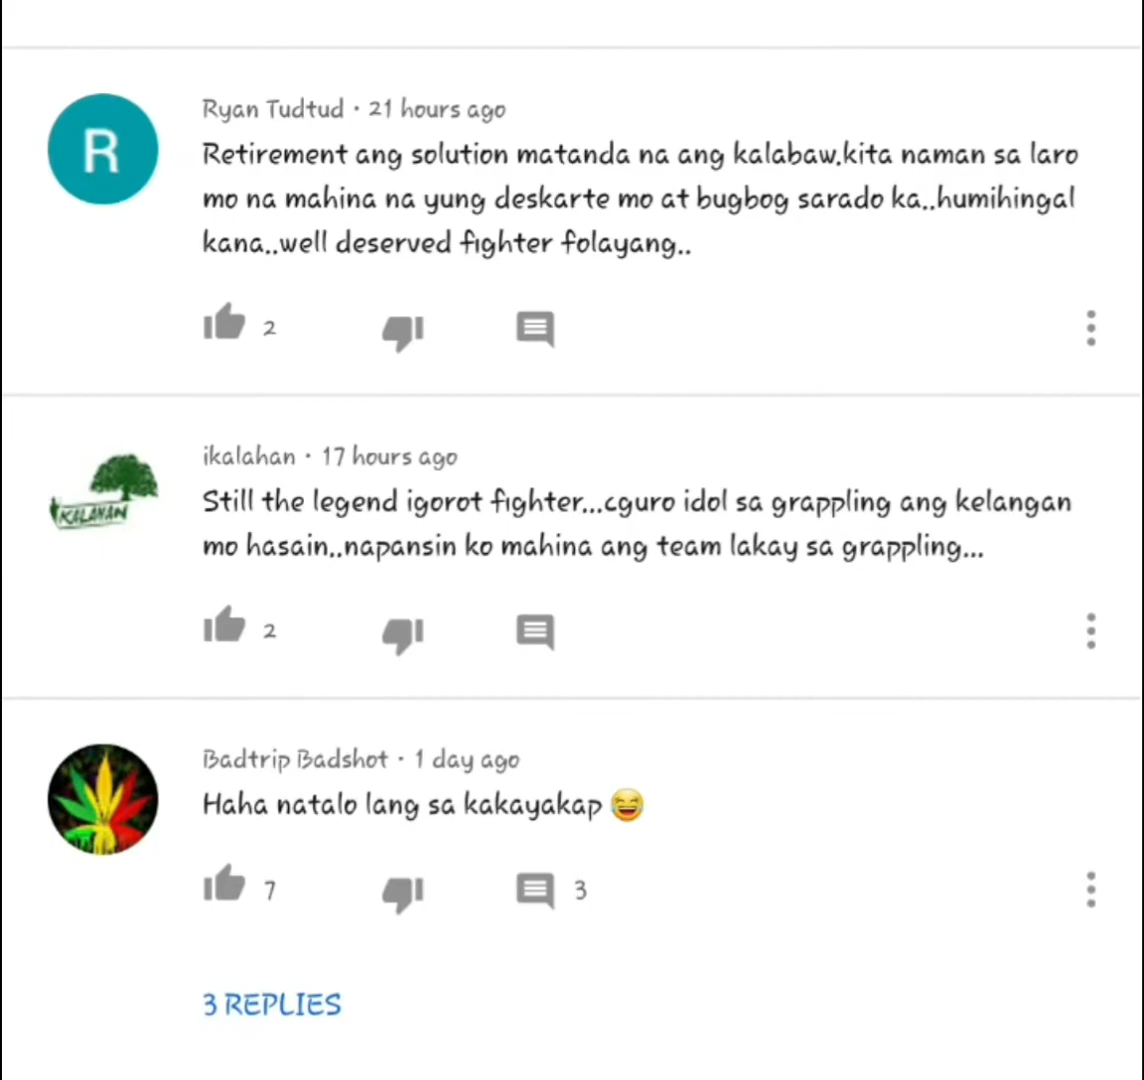 R
Ryan Tudtud • 21 hours ago
Retirement ang solution matanda na ang kalabaw.kita naman sa laro
mo na mahina na yung deskarte mo at bugbog sarado ka..humihingal
kana..well deserved fighter folayang..
2
KALAHAN
ikalahan • 17 hours ago
Still the legend igorot fighter...cguro idol sa grappling ang kelangan
mo hasain..napansin ko mahina ang team lakay sa grappling...
2
Badtrip Badshot • 1 day ago
Haha natalo lang sa kakayakap 😆
7 3
3 REPLIES